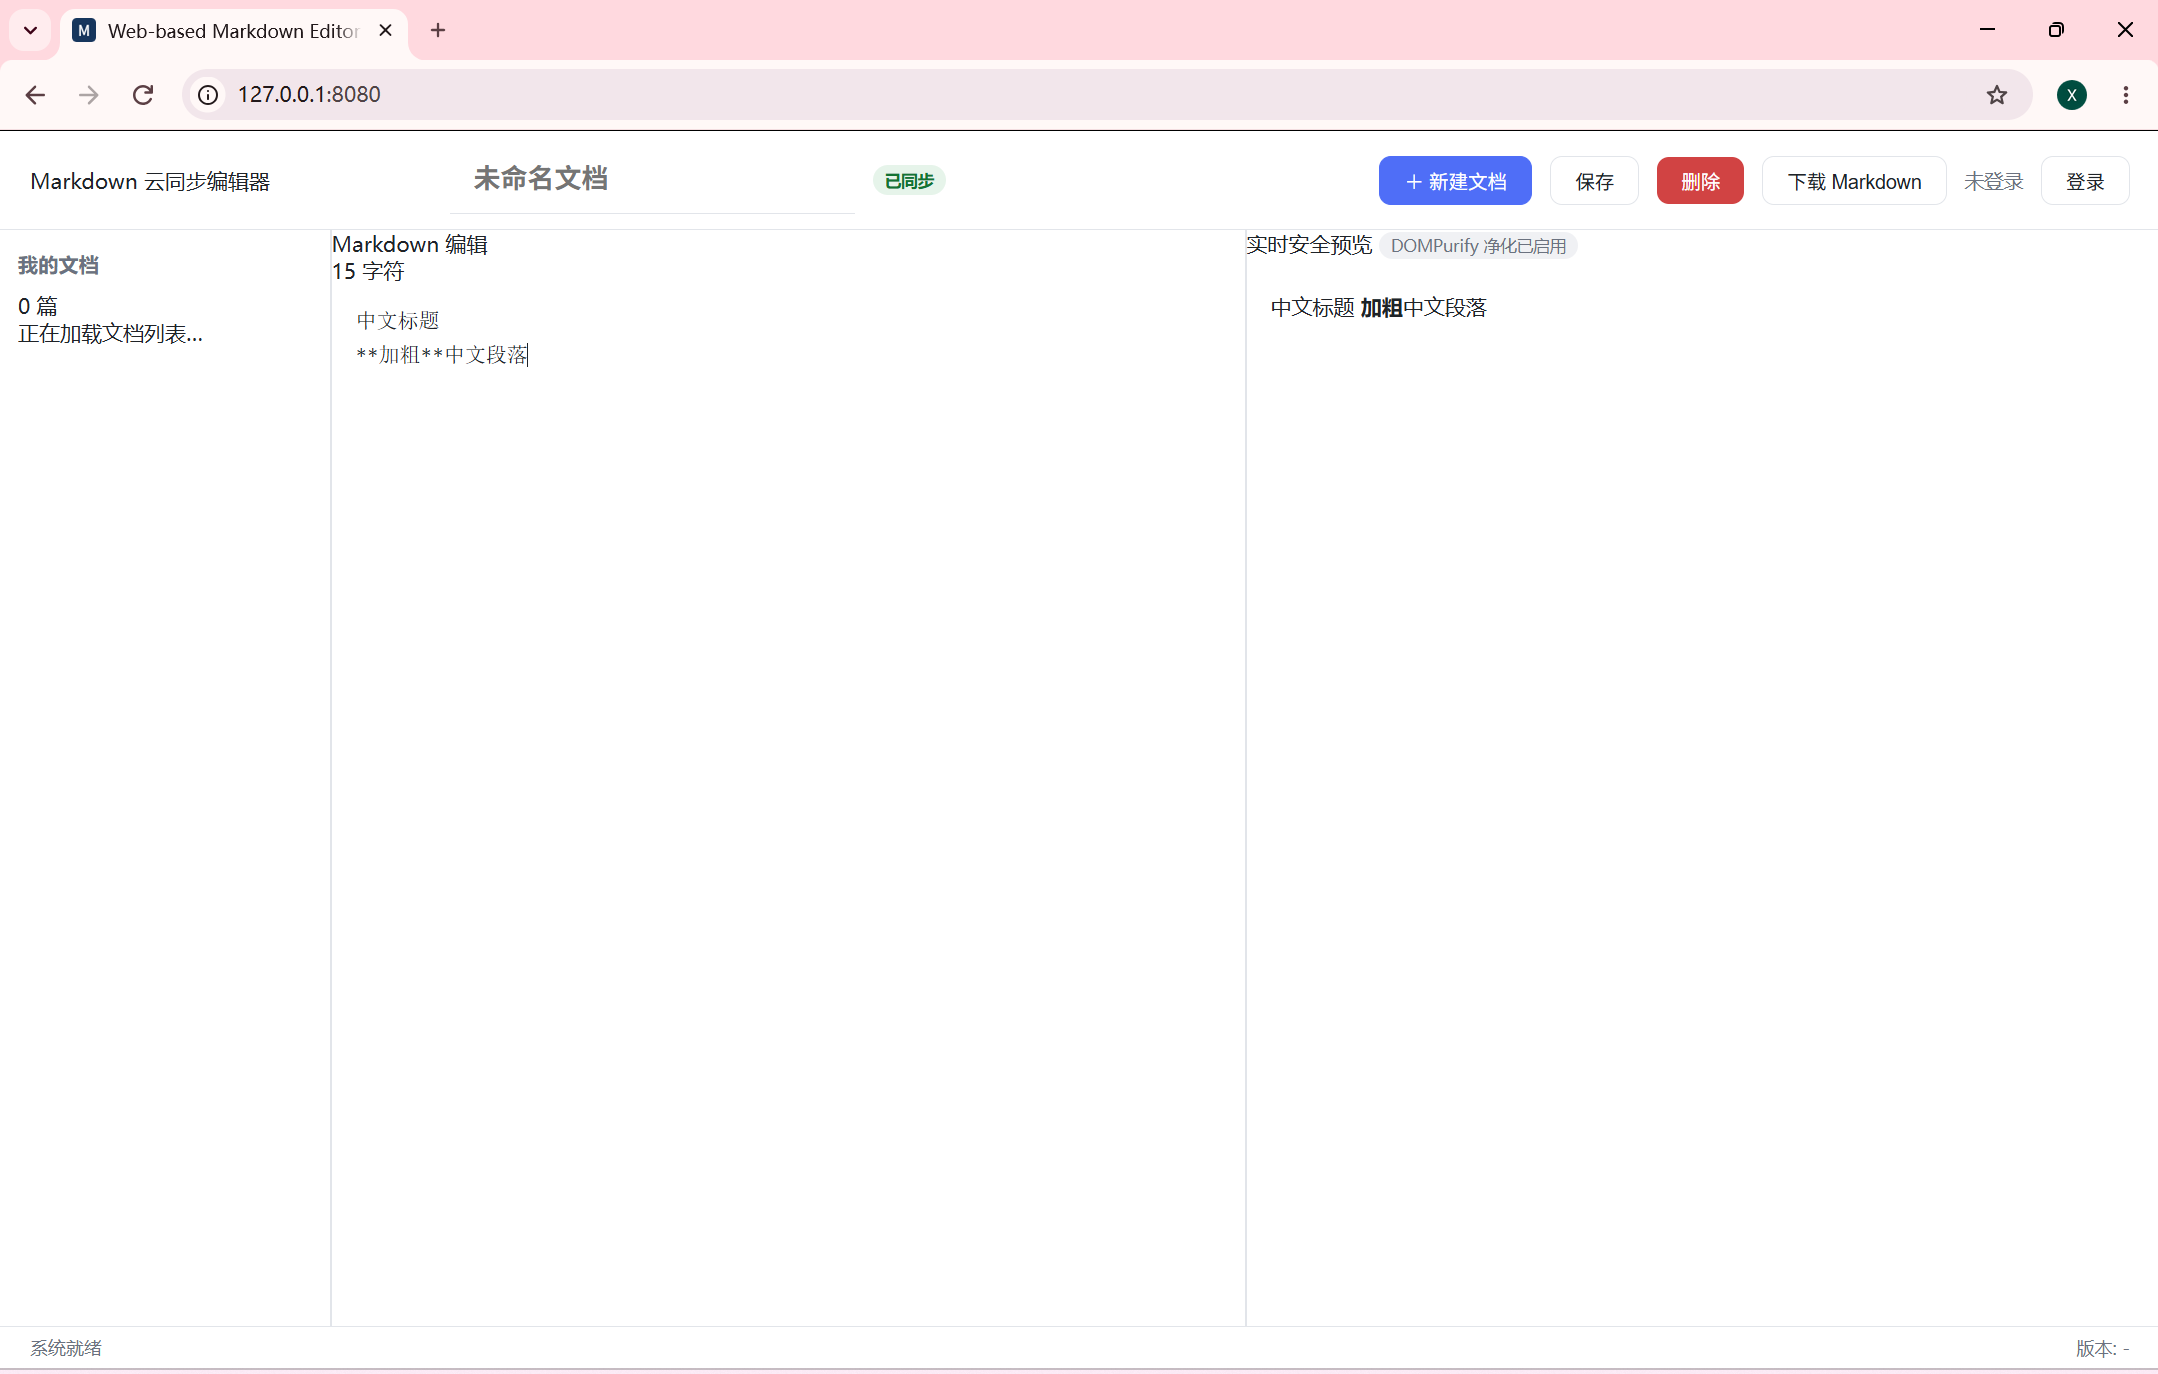 M Web-based Markdown Editor
127.0.0.1:8080
X
Markdown 云同步编辑器
未命名文档
已同步
+ 新建文档
保存
删除
下载 Markdown
未登录
登录
我的文档
0 篇
正在加载文档列表...
Markdown 编辑
15 字符
中文标题
**加粗**中文段落
实时安全预览 DOMPurify 净化已启用
中文标题 加粗中文段落
系统就绪
版本: -